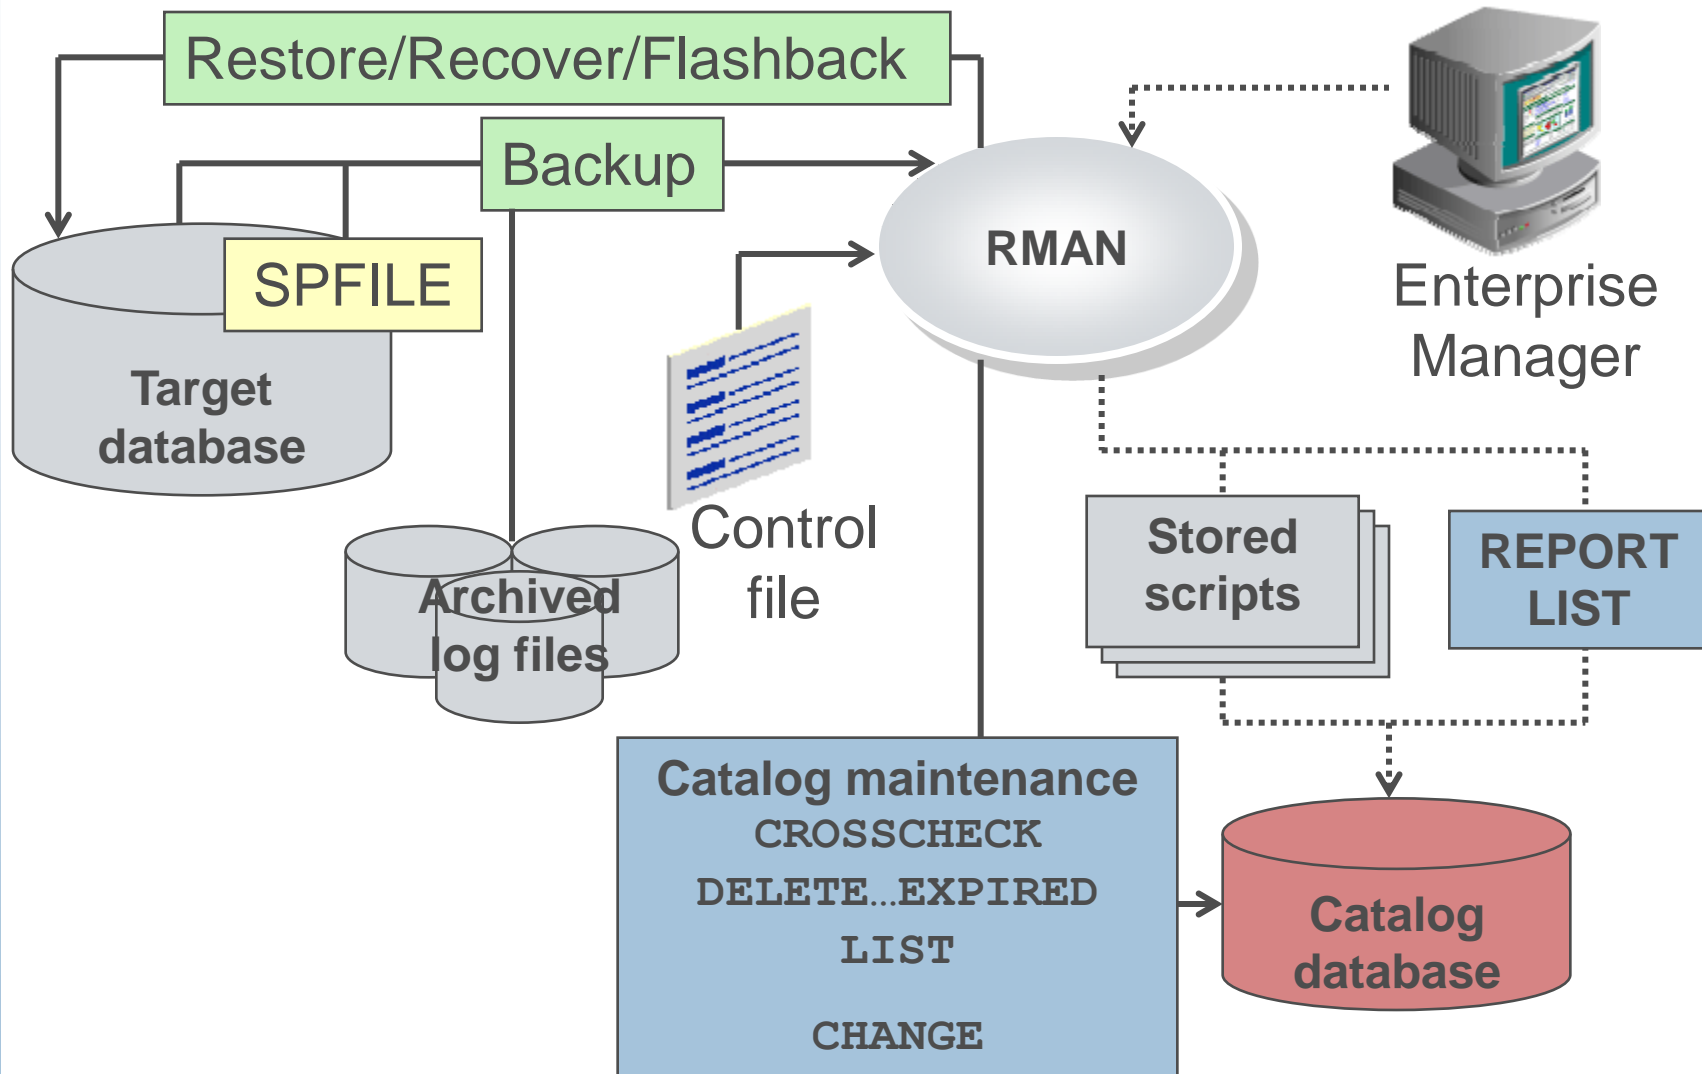 Restore/Recover/Flashback
Backup
RMAN
SPFILE
Enterprise
Manager
Target
database
Control
file
Archived
log files
Stored
scripts
REPORT
LIST
Catalog maintenance
CROSSCHECK
DELETE…EXPIRED
LIST
CHANGE
Catalog
database